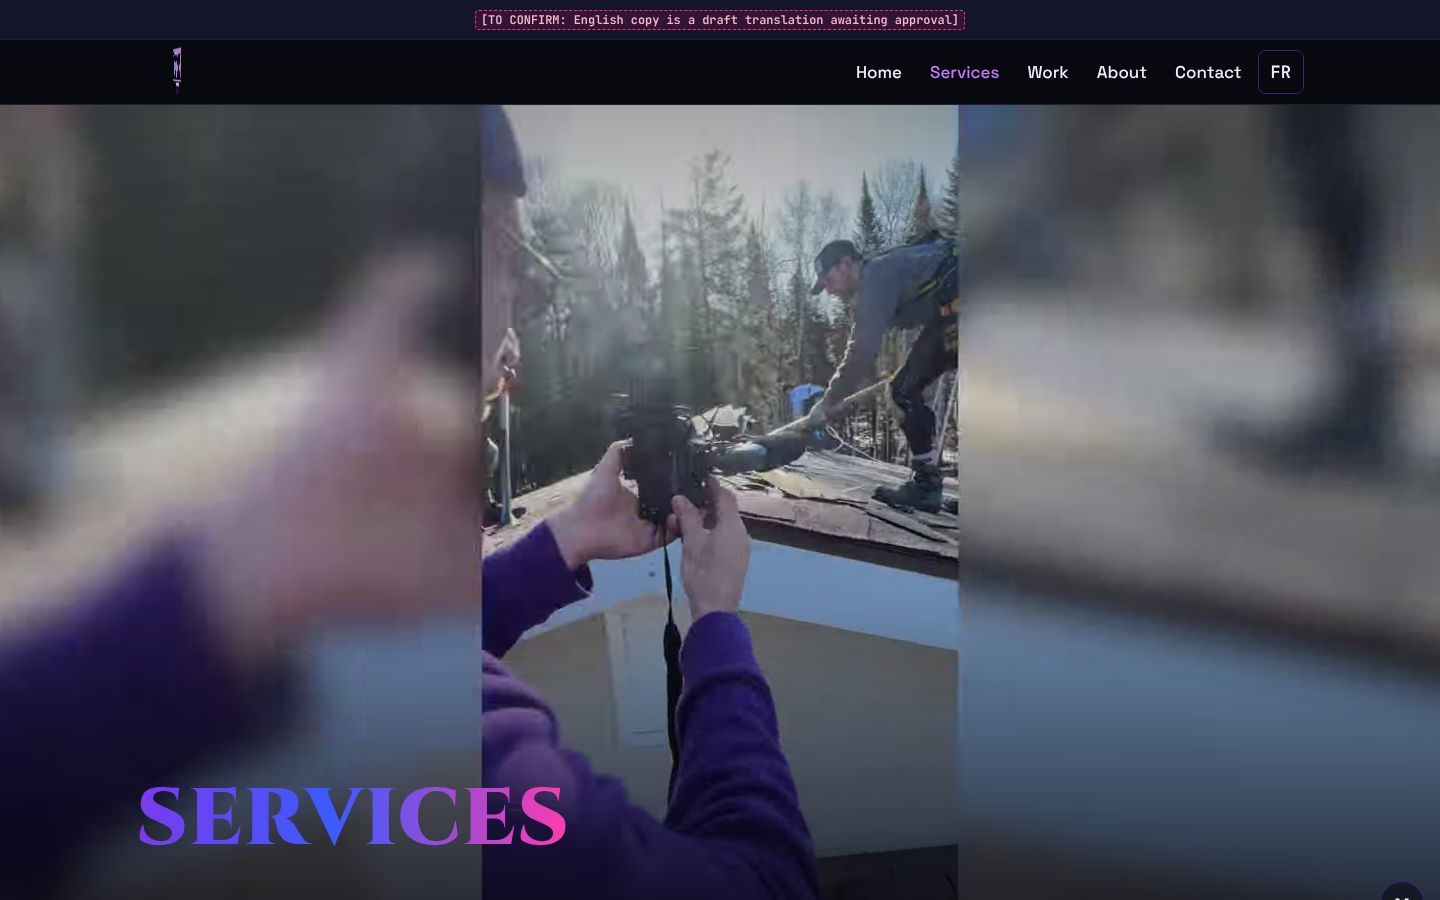 [TO CONFIRM: English copy is a draft translation awaiting approval]
Home Services Work About Contact FR
SERVICES